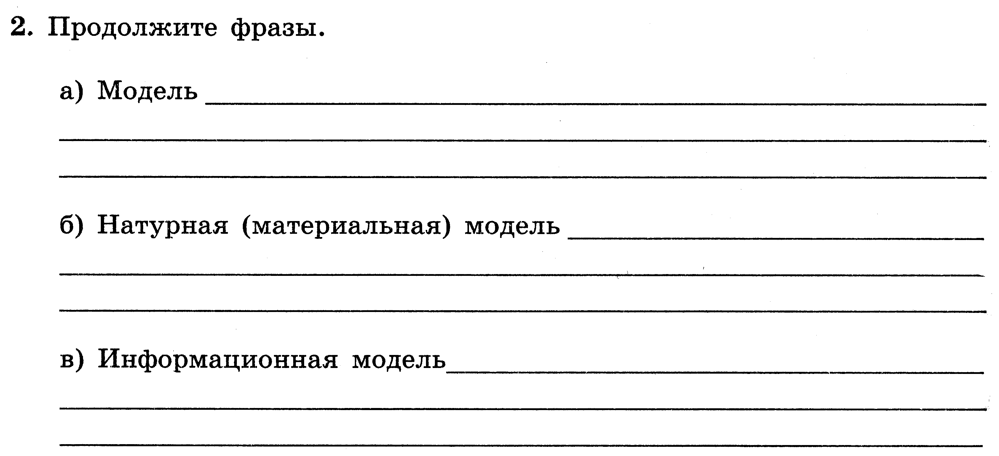 2. Продолжите фразы.
а) Модель
б) Натурная (материальная) модель
в) Информационная модель